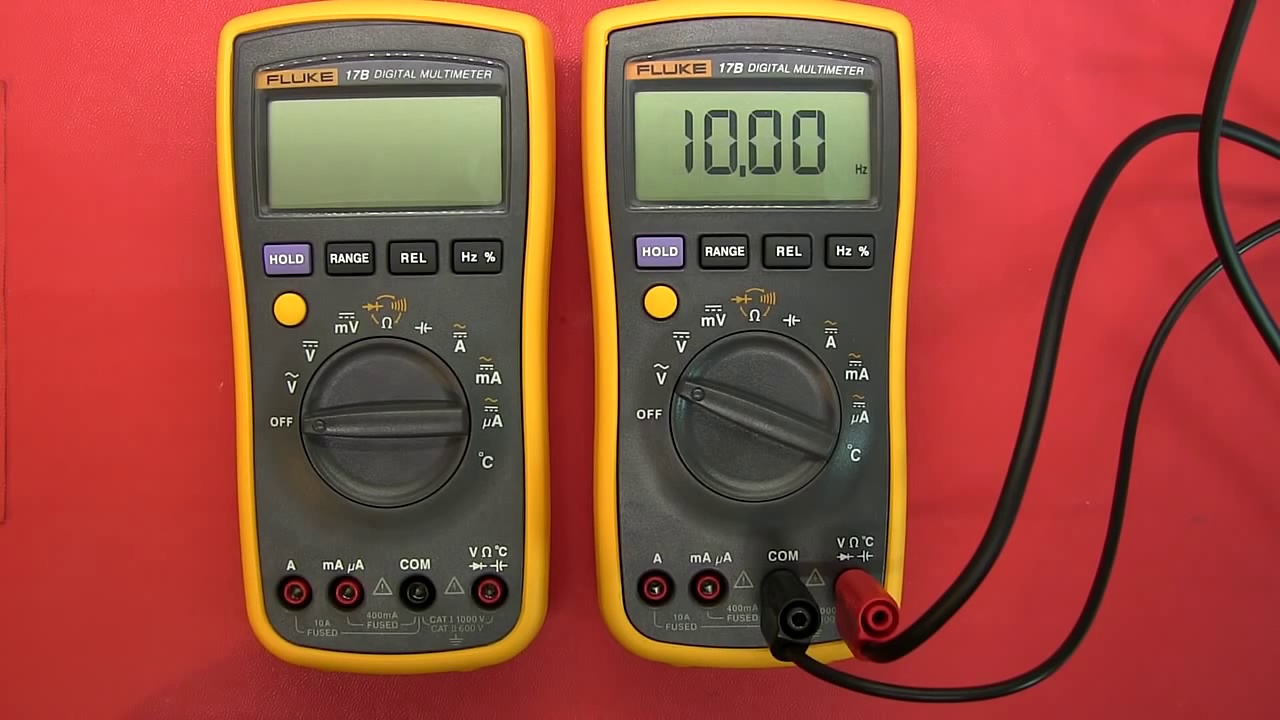 FLUKE 17B DIGITAL MULTIMETER
HOLD RANGE REL Hz %
mV Ω
V A
V mA
OFF µA
°C
A mA µA COM V Ω °C
10A FUSED
400mA FUSED
CAT I 1000 V
CAT II 600 V
FLUKE 17B DIGITAL MULTIMETER
10.00 Hz
HOLD RANGE REL Hz %
mV Ω
V A
V mA
OFF µA
°C
A mA µA COM V Ω °C
10A FUSED
400mA FUSED